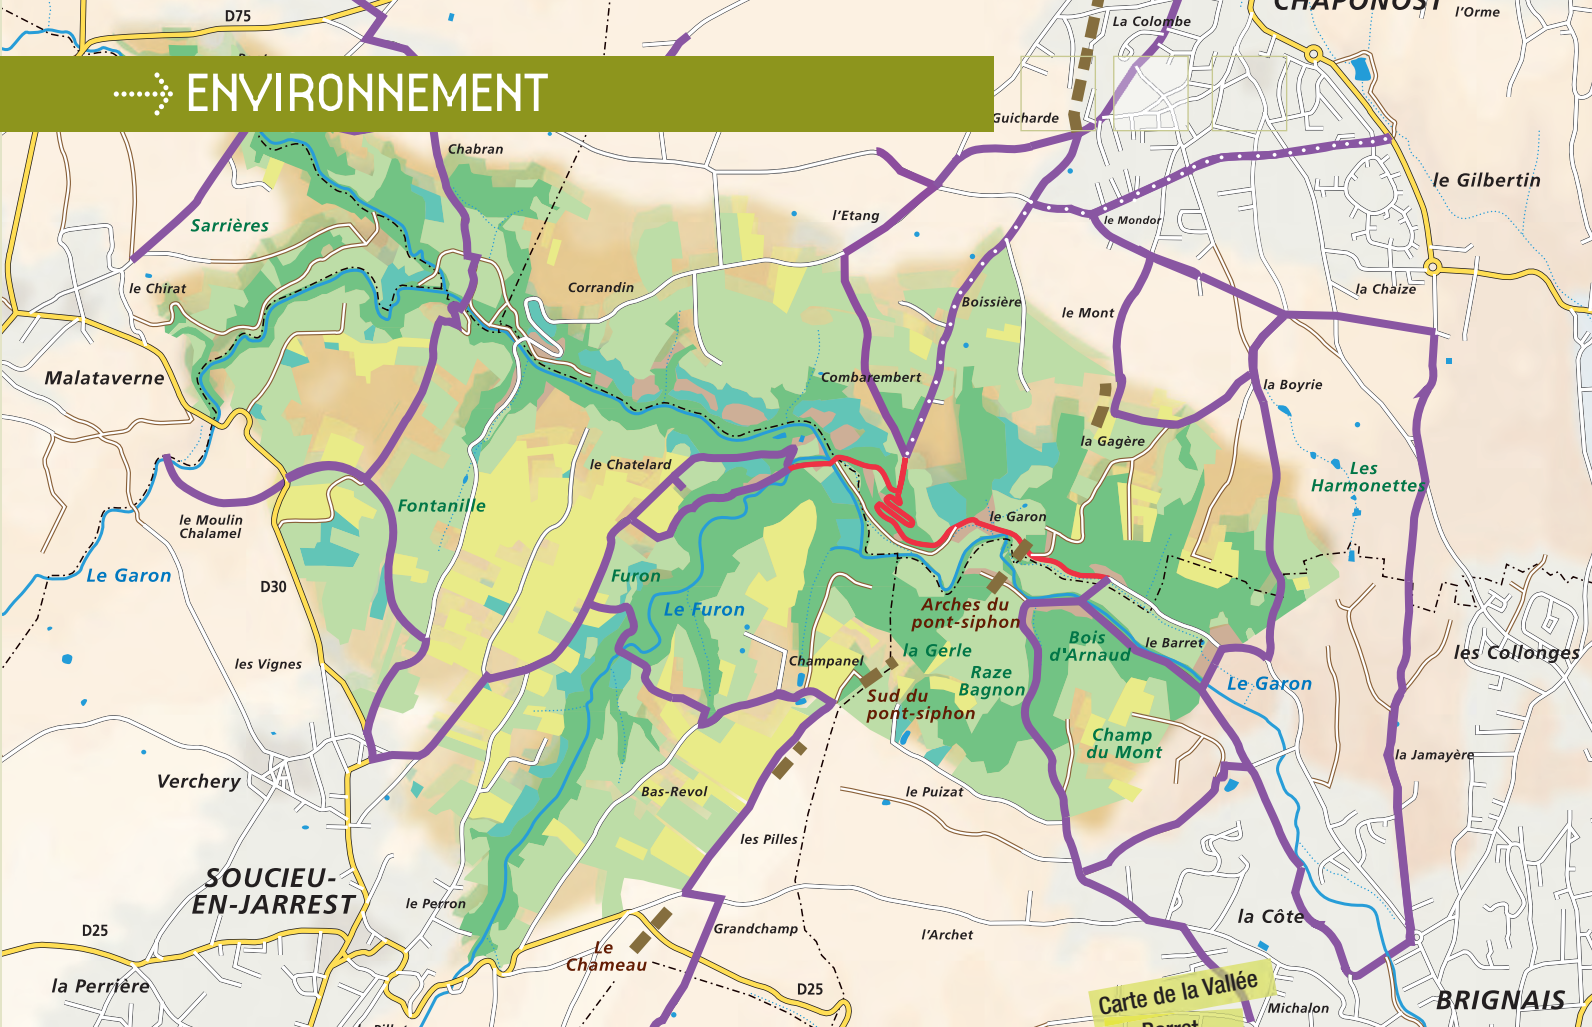 CHAPONOST
l'Orme
D75
La Colombe
ENVIRONNEMENT
Guicharde
Chabran
le Gilbertin
Sarrières
l'Etang
le Mondor
le Chirat
Corrandin
Boissière
le Mont
la Chaize
Malataverne
Combarembert
la Boyrie
la Gagère
le Chatelard
Les
Harmonettes
Fontanille
le Moulin
Chalamel
le Garon
Le Garon
D30
Furon
Le Furon
Arches du
pont-siphon
Bois
d'Arnaud
le Barret
la Gerle
les Collonges
les Vignes
Champanel
Raze
Bagnon
Le Garon
Sud du
pont-siphon
Champ
du Mont
la Jamayère
Verchery
Bas-Revol
le Puizat
les Pilles
SOUCIEU-
EN-JARREST
le Perron
la Côte
D25
Grandchamp
l'Archet
Le
Chameau
la Perrière
D25
Carte de la Vallée
Michalon
BRIGNAIS